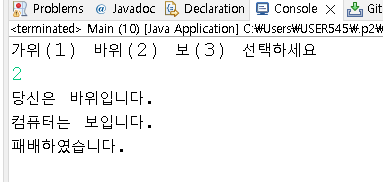 Problems @ Javadoc Declaration Console Git
<terminated> Main (10) [Java Application] C:₩Users₩USER545₩.p2₩
가위(1) 바위(2) 보(3) 선택하세요
2
당신은 바위입니다.
컴퓨터는 보입니다.
패배하였습니다.